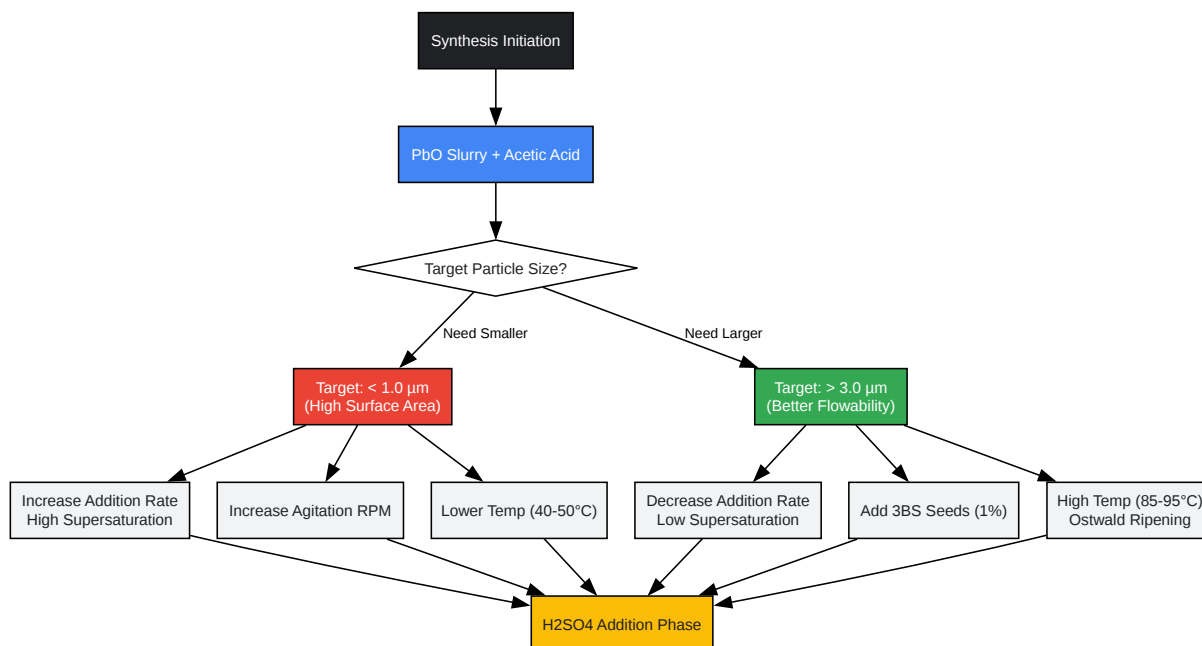 Synthesis Initiation
PbO Slurry + Acetic Acid
Target Particle Size?
Need Smaller
Need Larger
Target: < 1.0 µm
(High Surface Area)
Target: > 3.0 µm
(Better Flowability)
Increase Addition Rate
High Supersaturation
Increase Agitation RPM
Lower Temp (40-50°C)
Decrease Addition Rate
Low Supersaturation
Add 3BS Seeds (1%)
High Temp (85-95°C)
Ostwald Ripening
H2SO4 Addition Phase